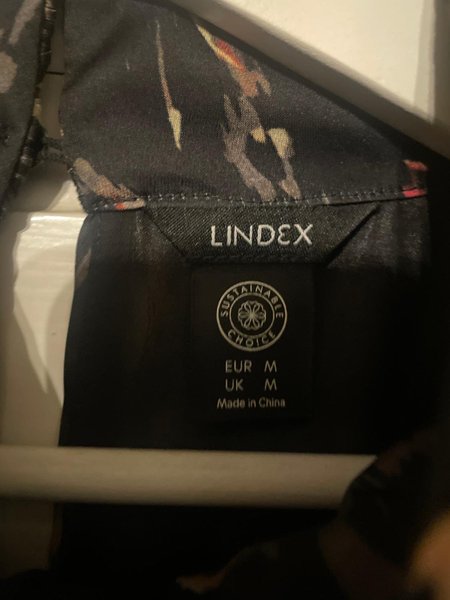 LINDEX
SUSTAINABLE
CHOICE
EUR M
UK M
Made in China